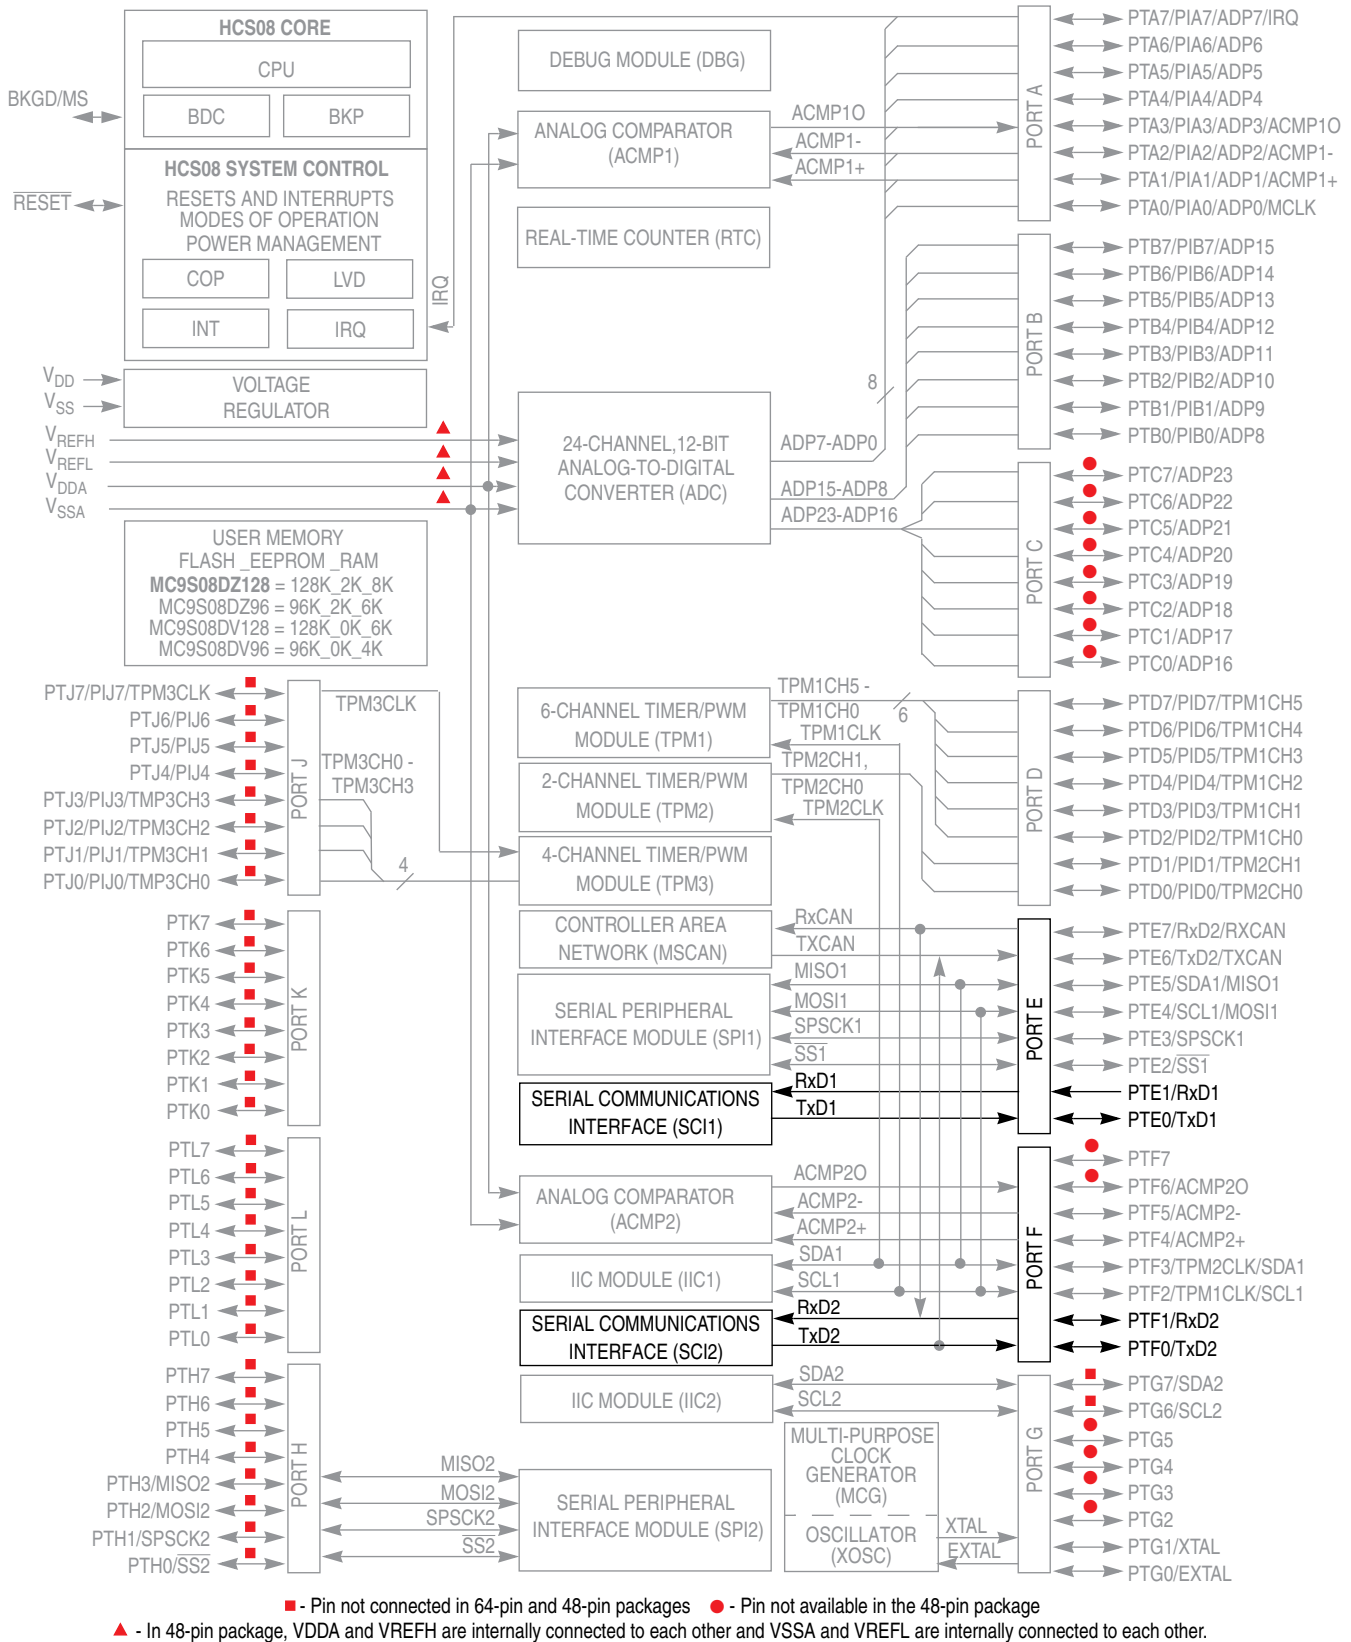 HCS08 CORE
CPU
BDC
BKP
BKGD/MS
HCS08 SYSTEM CONTROL
RESETS AND INTERRUPTS
MODES OF OPERATION
POWER MANAGEMENT
COP
LVD
INT
IRQ
RESET
IRQ
VDD
VSS
VOLTAGE
REGULATOR
VREFH
VREFL
VDDA
VSSA
USER MEMORY
FLASH _EEPROM _RAM
MC9S08DZ128 = 128K_2K_8K
MC9S08DZ96 = 96K_2K_6K
MC9S08DV128 = 128K_0K_6K
MC9S08DV96 = 96K_0K_4K
DEBUG MODULE (DBG)
ANALOG COMPARATOR
(ACMP1)
ACMP1O
ACMP1-
ACMP1+
REAL-TIME COUNTER (RTC)
24-CHANNEL,12-BIT
ANALOG-TO-DIGITAL
CONVERTER (ADC)
8
ADP7-ADP0
ADP15-ADP8
ADP23-ADP16
PORT A
PTA7/PIA7/ADP7/IRQ
PTA6/PIA6/ADP6
PTA5/PIA5/ADP5
PTA4/PIA4/ADP4
PTA3/PIA3/ADP3/ACMP1O
PTA2/PIA2/ADP2/ACMP1-
PTA1/PIA1/ADP1/ACMP1+
PTA0/PIA0/ADP0/MCLK
PORT B
PTB7/PIB7/ADP15
PTB6/PIB6/ADP14
PTB5/PIB5/ADP13
PTB4/PIB4/ADP12
PTB3/PIB3/ADP11
PTB2/PIB2/ADP10
PTB1/PIB1/ADP9
PTB0/PIB0/ADP8
PORT C
PTC7/ADP23
PTC6/ADP22
PTC5/ADP21
PTC4/ADP20
PTC3/ADP19
PTC2/ADP18
PTC1/ADP17
PTC0/ADP16
PTJ7/PIJ7/TPM3CLK
PTJ6/PIJ6
PTJ5/PIJ5
PTJ4/PIJ4
PTJ3/PIJ3/TMP3CH3
PTJ2/PIJ2/TPM3CH2
PTJ1/PIJ1/TPM3CH1
PTJ0/PIJ0/TMP3CH0
PORT J
TPM3CLK
TPM3CH0 -
TPM3CH3
4
6-CHANNEL TIMER/PWM
MODULE (TPM1)
TPM1CH5 -
TPM1CH0
6
TPM1CLK
2-CHANNEL TIMER/PWM
MODULE (TPM2)
TPM2CH1,
TPM2CH0
TPM2CLK
4-CHANNEL TIMER/PWM
MODULE (TPM3)
PORT D
PTD7/PID7/TPM1CH5
PTD6/PID6/TPM1CH4
PTD5/PID5/TPM1CH3
PTD4/PID4/TPM1CH2
PTD3/PID3/TPM1CH1
PTD2/PID2/TPM1CH0
PTD1/PID1/TPM2CH1
PTD0/PID0/TPM2CH0
PTK7
PTK6
PTK5
PTK4
PTK3
PTK2
PTK1
PTK0
PORT K
CONTROLLER AREA
NETWORK (MSCAN)
RxCAN
TXCAN
SERIAL PERIPHERAL
INTERFACE MODULE (SPI1)
MISO1
MOSI1
SPSCK1
SS1
SERIAL COMMUNICATIONS
INTERFACE (SCI1)
RxD1
TxD1
PORT E
PTE7/RxD2/RXCAN
PTE6/TxD2/TXCAN
PTE5/SDA1/MISO1
PTE4/SCL1/MOSI1
PTE3/SPSCK1
PTE2/SS1
PTE1/RxD1
PTE0/TxD1
PTL7
PTL6
PTL5
PTL4
PTL3
PTL2
PTL1
PTL0
PORT L
ANALOG COMPARATOR
(ACMP2)
ACMP2O
ACMP2-
ACMP2+
IIC MODULE (IIC1)
SDA1
SCL1
SERIAL COMMUNICATIONS
INTERFACE (SCI2)
RxD2
TxD2
PORT F
PTF7
PTF6/ACMP2O
PTF5/ACMP2-
PTF4/ACMP2+
PTF3/TPM2CLK/SDA1
PTF2/TPM1CLK/SCL1
PTF1/RxD2
PTF0/TxD2
PTH7
PTH6
PTH5
PTH4
PTH3/MISO2
PTH2/MOSI2
PTH1/SPSCK2
PTH0/SS2
PORT H
MISO2
MOSI2
SPSCK2
SS2
IIC MODULE (IIC2)
SDA2
SCL2
SERIAL PERIPHERAL
INTERFACE MODULE (SPI2)
MULTI-PURPOSE
CLOCK
GENERATOR
(MCG)
OSCILLATOR
(XOSC)
XTAL
EXTAL
PORT G
PTG7/SDA2
PTG6/SCL2
PTG5
PTG4
PTG3
PTG2
PTG1/XTAL
PTG0/EXTAL
- Pin not connected in 64-pin and 48-pin packages - Pin not available in the 48-pin package
- In 48-pin package, VDDA and VREFH are internally connected to each other and VSSA and VREFL are internally connected to each other.